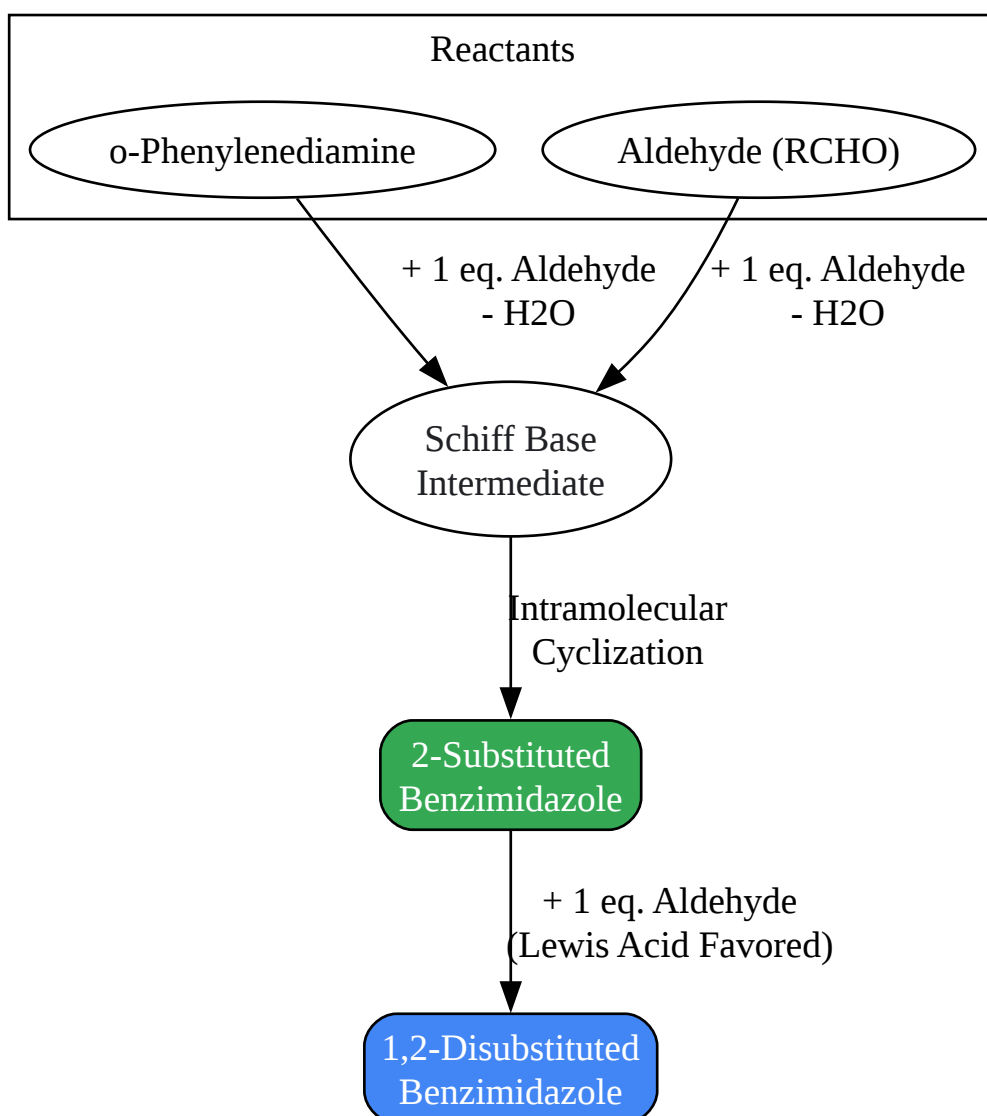 Reactants
o-Phenylenediamine
Aldehyde (RCHO)
+ 1 eq. Aldehyde
- H2O
+ 1 eq. Aldehyde
- H2O
Schiff Base
Intermediate
Intramolecular
Cyclization
2-Substituted
Benzimidazole
+ 1 eq. Aldehyde
(Lewis Acid Favored)
1,2-Disubstituted
Benzimidazole